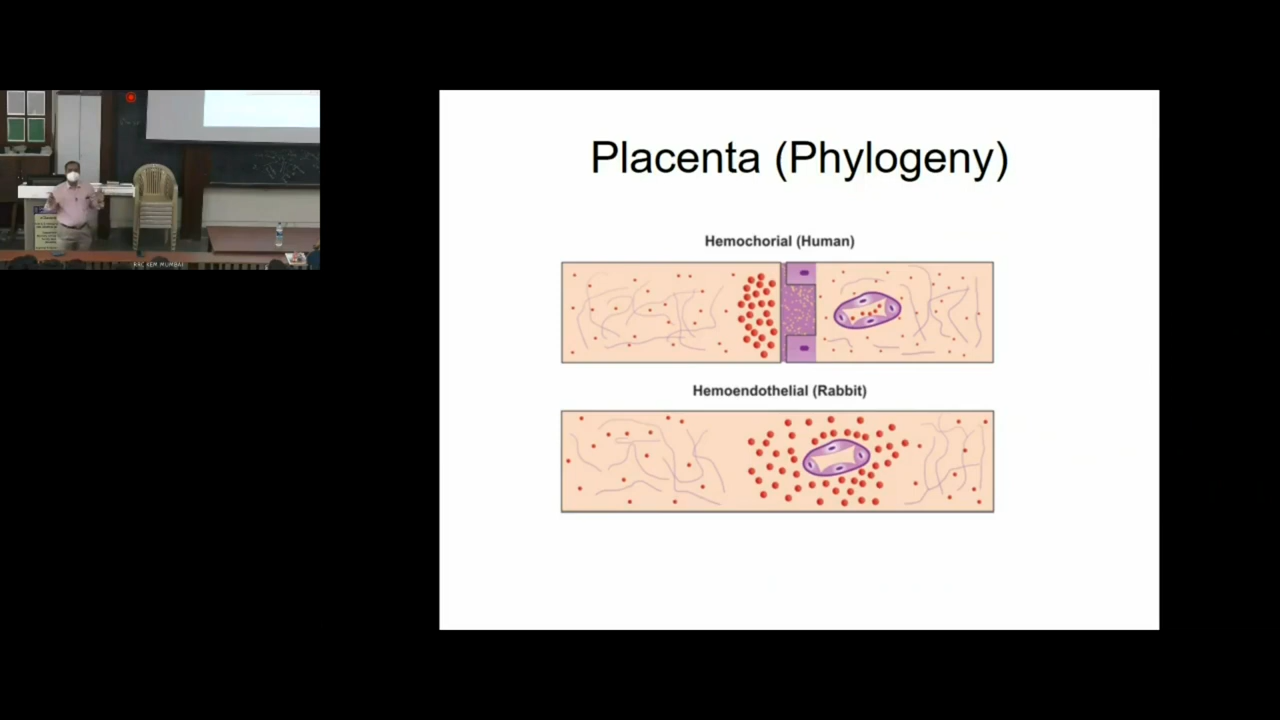 Placenta (Phylogeny)
Hemochorial (Human)
Hemoendothelial (Rabbit)